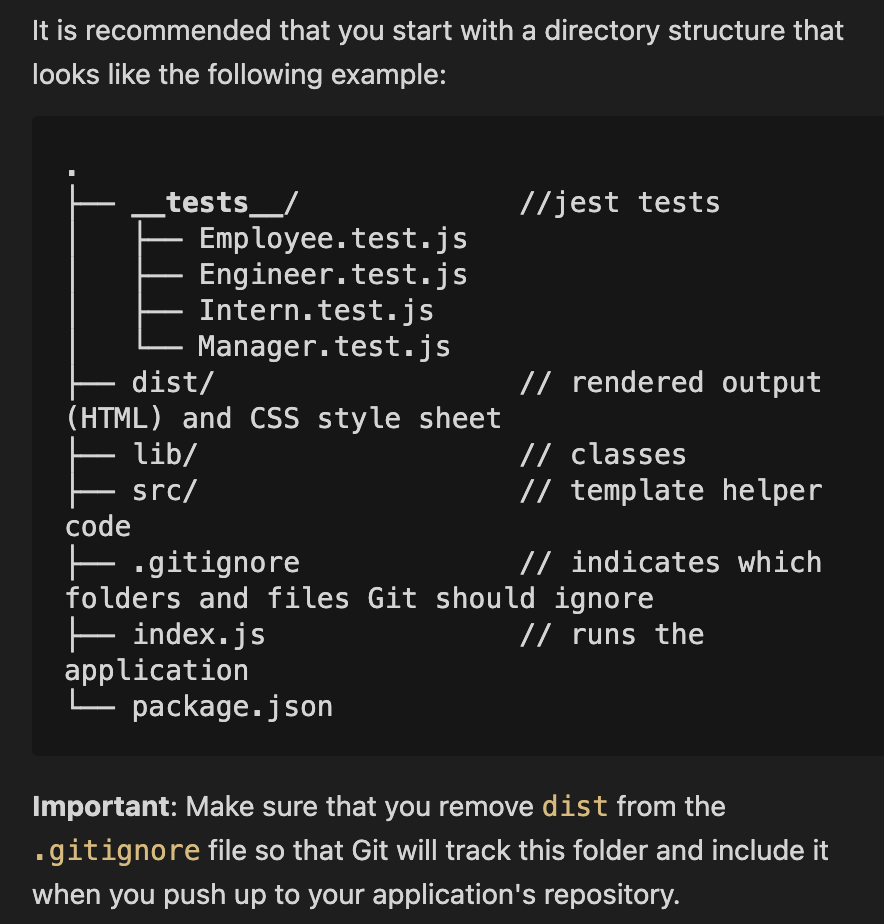 It is recommended that you start with a directory structure that
looks like the following example:
.
├── __tests__/             //jest tests
│   ├── Employee.test.js
│   ├── Engineer.test.js
│   ├── Intern.test.js
│   └── Manager.test.js
├── dist/                  // rendered output
(HTML) and CSS style sheet
├── lib/                   // classes
├── src/                   // template helper
code
├── .gitignore             // indicates which
folders and files Git should ignore
├── index.js               // runs the
application
└── package.json
Important: Make sure that you remove dist from the
.gitignore file so that Git will track this folder and include it
when you push up to your application's repository.